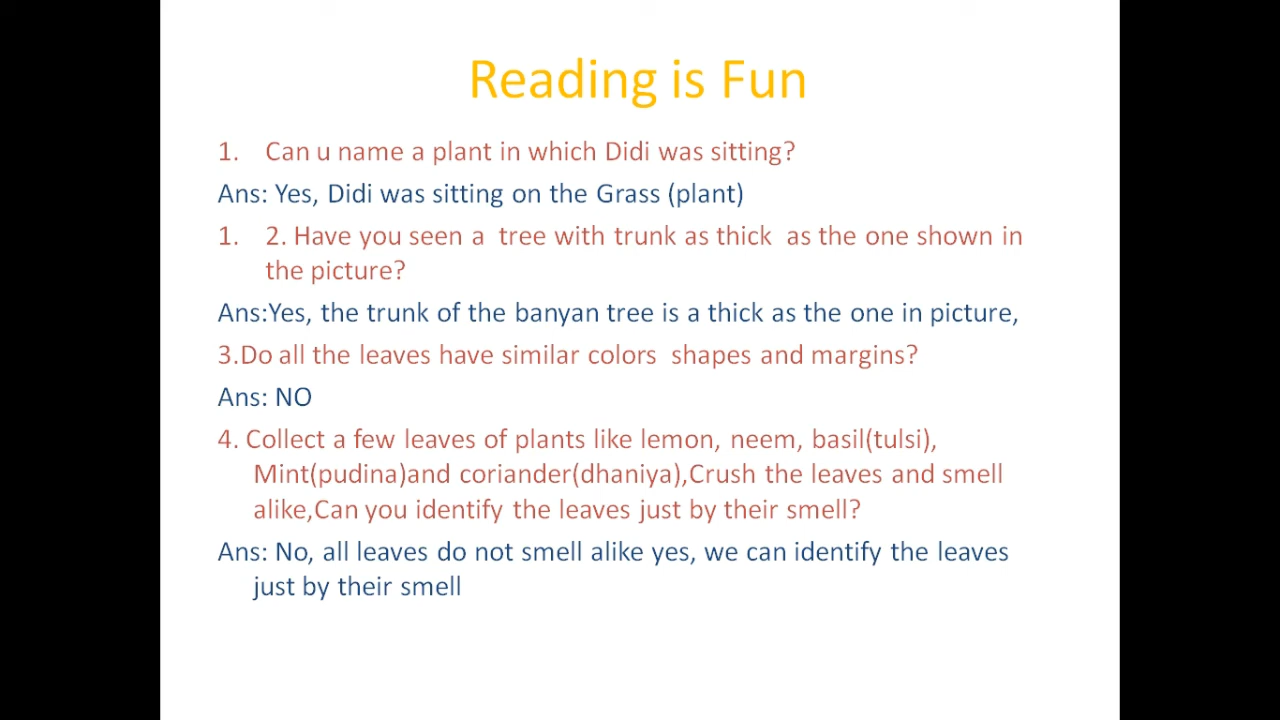 Reading is Fun
1. Can u name a plant in which Didi was sitting?
Ans: Yes, Didi was sitting on the Grass (plant)
1. 2. Have you seen a tree with trunk as thick as the one shown in
the picture?
Ans:Yes, the trunk of the banyan tree is a thick as the one in picture,
3.Do all the leaves have similar colors shapes and margins?
Ans: NO
4. Collect a few leaves of plants like lemon, neem, basil(tulsi),
Mint(pudina)and coriander(dhaniya),Crush the leaves and smell
alike,Can you identify the leaves just by their smell?
Ans: No, all leaves do not smell alike yes, we can identify the leaves
just by their smell